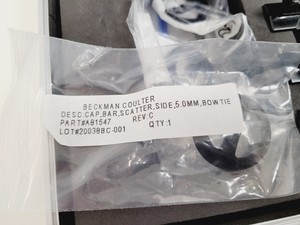 BECKMAN COULTER
DESC:CAP,BAR,SCATTER,SIDE,5.0MM,BOWTIE
PART#A91547 REV:C
LOT#20038BC-001 QTY:1